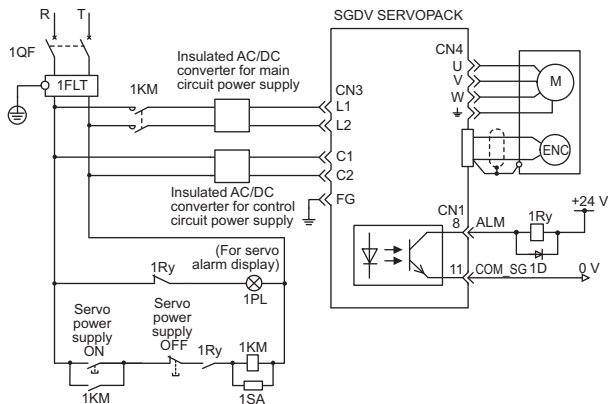 SGDV SERVOPACK
R T
1QF
1FLT
1KM
Insulated AC/DC
converter for main
circuit power supply
CN3
L1
L2
C1
C2
FG
Insulated AC/DC
converter for control
circuit power supply
CN4
U
V
W
M
ENC
CN1
8 ALM
1Ry
+24 V
1D
11 COM_SG
0 V
(For servo
alarm display)
1Ry
1PL
Servo
power
supply
ON
Servo
power
supply
OFF
1Ry
1KM
1KM
1SA